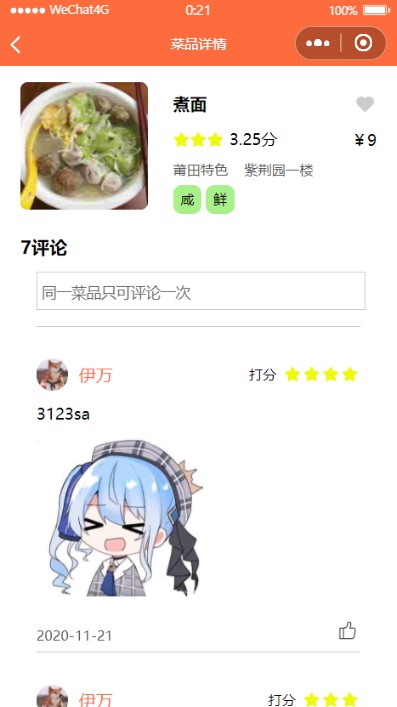 WeChat4G 0:21 100%
菜品详情
煮面
3.25分 ¥9
莆田特色 紫荆园一楼
咸 鲜
7评论
同一菜品只可评论一次
伊万 打分
3123sa
2020-11-21
伊万 打分